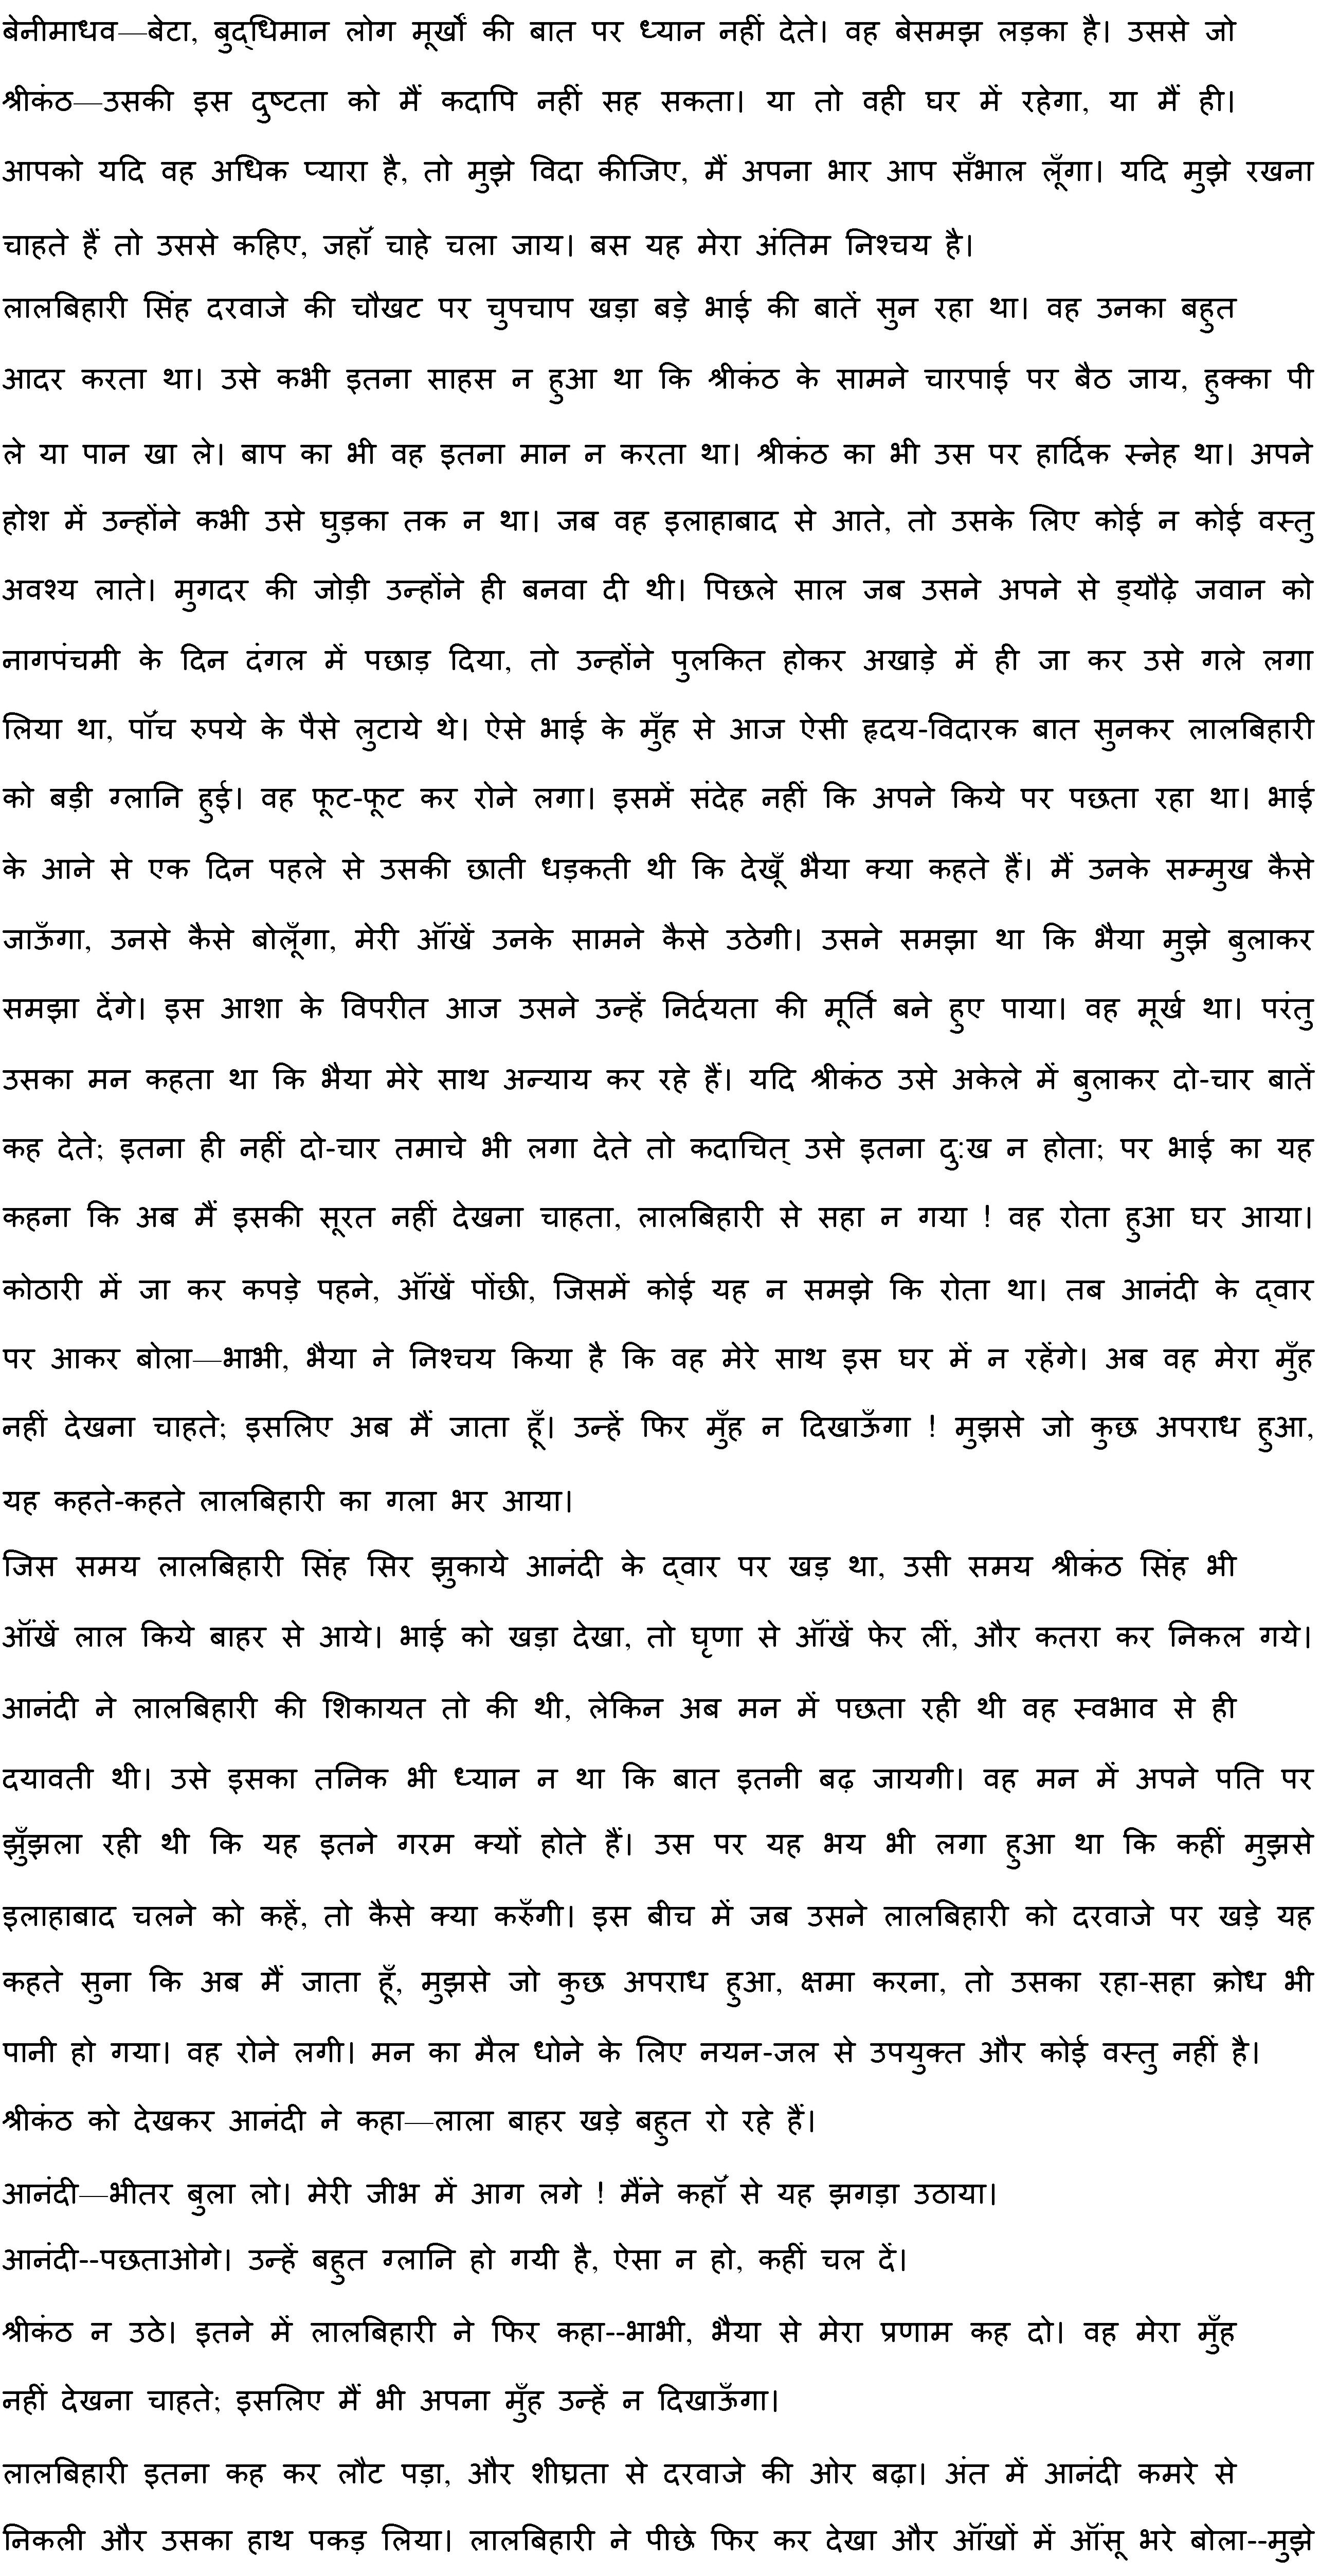 बेनीमाधव—बेटा, बुद्धिमान लोग मूर्खों की बात पर ध्यान नहीं देते। वह बेसमझ लड़का है। उससे जो
श्रीकंठ—उसकी इस दुष्टता को मैं कदापि नहीं सह सकता। या तो वही घर में रहेगा, या मैं ही।
आपको यदि वह अधिक प्यारा है, तो मुझे विदा कीजिए, मैं अपना भार आप सँभाल लूँगा। यदि मुझे रखना
चाहते हैं तो उससे कहिए, जहॉँ चाहे चला जाय। बस यह मेरा अंतिम निश्चय है।
लालबिहारी सिंह दरवाजे की चौखट पर चुपचाप खड़ा बड़े भाई की बातें सुन रहा था। वह उनका बहुत
आदर करता था। उसे कभी इतना साहस न हुआ था कि श्रीकंठ के सामने चारपाई पर बैठ जाय, हुक्का पी
ले या पान खा ले। बाप का भी वह इतना मान न करता था। श्रीकंठ का भी उस पर हार्दिक स्नेह था। अपने
होश में उन्होंने कभी उसे घुड़का तक न था। जब वह इलाहाबाद से आते, तो उसके लिए कोई न कोई वस्तु
अवश्य लाते। मुगदर की जोड़ी उन्होंने ही बनवा दी थी। पिछले साल जब उसने अपने से ड्यौढ़े जवान को
नागपंचमी के दिन दंगल में पछाड़ दिया, तो उन्होंने पुलकित होकर अखाड़े में ही जा कर उसे गले लगा
लिया था, पॉँच रुपये के पैसे लुटाये थे। ऐसे भाई के मुँह से आज ऐसी हृदय-विदारक बात सुनकर लालबिहारी
को बड़ी ग्लानि हुई। वह फूट-फूट कर रोने लगा। इसमें संदेह नहीं कि अपने किये पर पछता रहा था। भाई
के आने से एक दिन पहले से उसकी छाती धड़कती थी कि देखूँ भैया क्या कहते हैं। मैं उनके सम्मुख कैसे
जाऊँगा, उनसे कैसे बोलूँगा, मेरी ऑंखें उनके सामने कैसे उठेगी। उसने समझा था कि भैया मुझे बुलाकर
समझा देंगे। इस आशा के विपरीत आज उसने उन्हें निर्दयता की मूर्ति बने हुए पाया। वह मूर्ख था। परंतु
उसका मन कहता था कि भैया मेरे साथ अन्याय कर रहे हैं। यदि श्रीकंठ उसे अकेले में बुलाकर दो-चार बातें
कह देते; इतना ही नहीं दो-चार तमाचे भी लगा देते तो कदाचित् उसे इतना दु:ख न होता; पर भाई का यह
कहना कि अब मैं इसकी सूरत नहीं देखना चाहता, लालबिहारी से सहा न गया ! वह रोता हुआ घर आया।
कोठारी में जा कर कपड़े पहने, ऑंखें पोंछी, जिसमें कोई यह न समझे कि रोता था। तब आनंदी के द्वार
पर आकर बोला—भाभी, भैया ने निश्चय किया है कि वह मेरे साथ इस घर में न रहेंगे। अब वह मेरा मुँह
नहीं देखना चाहते; इसलिए अब मैं जाता हूँ। उन्हें फिर मुँह न दिखाऊँगा ! मुझसे जो कुछ अपराध हुआ,
यह कहते-कहते लालबिहारी का गला भर आया।
जिस समय लालबिहारी सिंह सिर झुकाये आनंदी के द्वार पर खड़ था, उसी समय श्रीकंठ सिंह भी
ऑंखें लाल किये बाहर से आये। भाई को खड़ा देखा, तो घृणा से ऑंखें फेर लीं, और कतरा कर निकल गये।
आनंदी ने लालबिहारी की शिकायत तो की थी, लेकिन अब मन में पछता रही थी वह स्वभाव से ही
दयावती थी। उसे इसका तनिक भी ध्यान न था कि बात इतनी बढ़ जायगी। वह मन में अपने पति पर
झुँझला रही थी कि यह इतने गरम क्यों होते हैं। उस पर यह भय भी लगा हुआ था कि कहीं मुझसे
इलाहाबाद चलने को कहें, तो कैसे क्या करुँगी। इस बीच में जब उसने लालबिहारी को दरवाजे पर खड़े यह
कहते सुना कि अब मैं जाता हूँ, मुझसे जो कुछ अपराध हुआ, क्षमा करना, तो उसका रहा-सहा क्रोध भी
पानी हो गया। वह रोने लगी। मन का मैल धोने के लिए नयन-जल से उपयुक्त और कोई वस्तु नहीं है।
श्रीकंठ को देखकर आनंदी ने कहा—लाला बाहर खड़े बहुत रो रहे हैं।
आनंदी—भीतर बुला लो। मेरी जीभ में आग लगे ! मैंने कहॉँ से यह झगड़ा उठाया।
आनंदी--पछताओगे। उन्हें बहुत ग्लानि हो गयी है, ऐसा न हो, कहीं चल दें।
श्रीकंठ न उठे। इतने में लालबिहारी ने फिर कहा--भाभी, भैया से मेरा प्रणाम कह दो। वह मेरा मुँह
नहीं देखना चाहते; इसलिए मैं भी अपना मुँह उन्हें न दिखाऊँगा।
लालबिहारी इतना कह कर लौट पड़ा, और शीघ्रता से दरवाजे की ओर बढ़ा। अंत में आनंदी कमरे से
निकली और उसका हाथ पकड़ लिया। लालबिहारी ने पीछे फिर कर देखा और ऑंखों में ऑंसू भरे बोला--मुझे